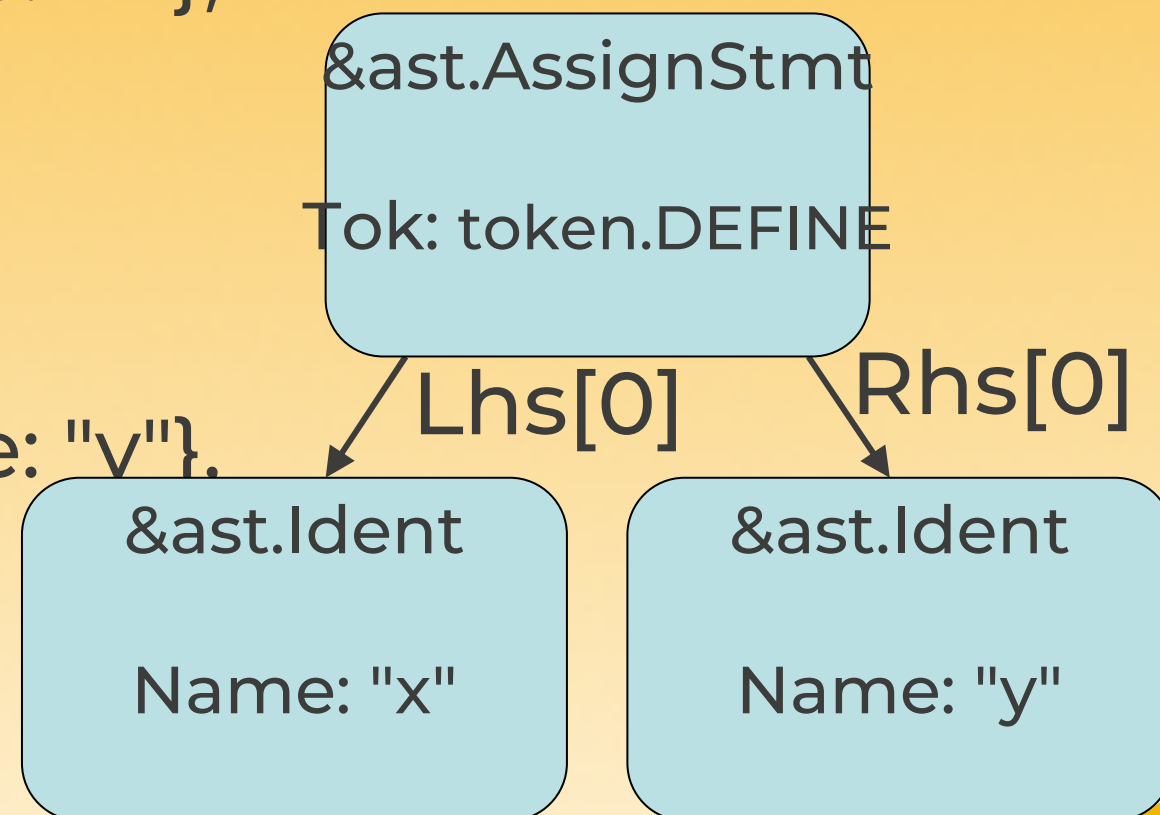 },
&ast.AssignStmt
Tok: token.DEFINE
Lhs[0]
Rhs[0]
e: "y"},
&ast.Ident
Name: "x"
&ast.Ident
Name: "y"